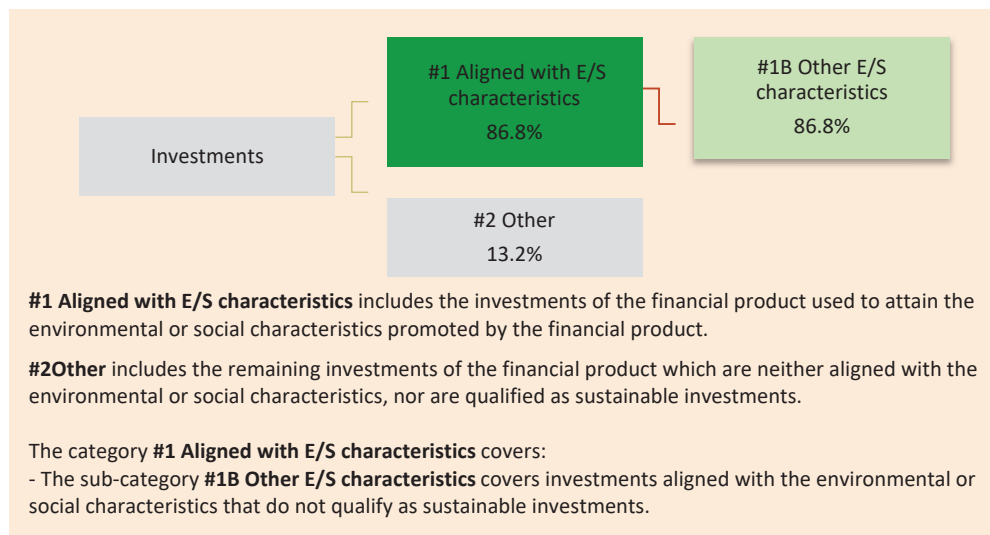 #1 Aligned with E/S
characteristics
86.8%
#1B Other E/S
characteristics
86.8%
Investments
#2 Other
13.2%
#1 Aligned with E/S characteristics includes the investments of the financial product used to attain the
environmental or social characteristics promoted by the financial product.
#2Other includes the remaining investments of the financial product which are neither aligned with the
environmental or social characteristics, nor are qualified as sustainable investments.
The category #1 Aligned with E/S characteristics covers:
- The sub-category #1B Other E/S characteristics covers investments aligned with the environmental or
social characteristics that do not qualify as sustainable investments.